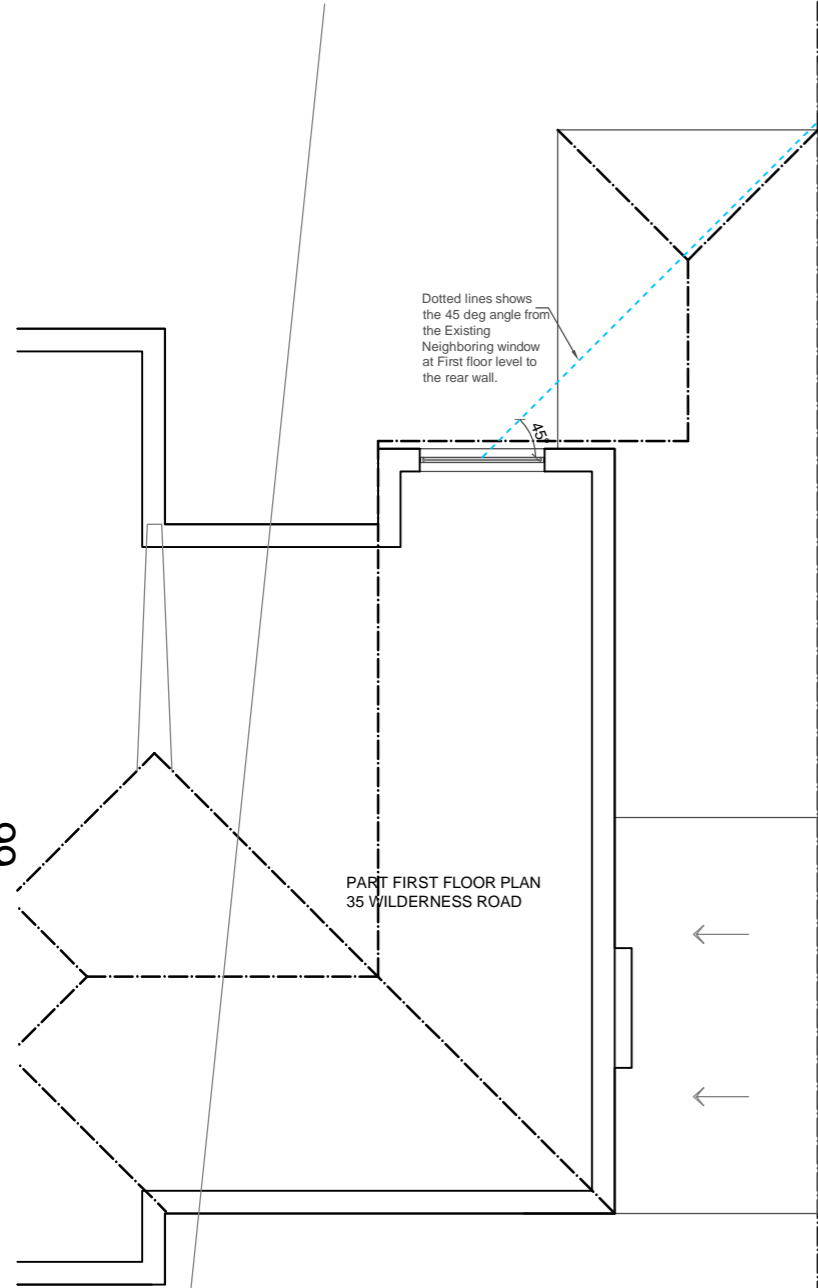 Dotted lines shows
the 45 deg angle from
the Existing
Neighboring window
at First floor level to
the rear wall.
45°
PART FIRST FLOOR PLAN
35 WILDERNESS ROAD